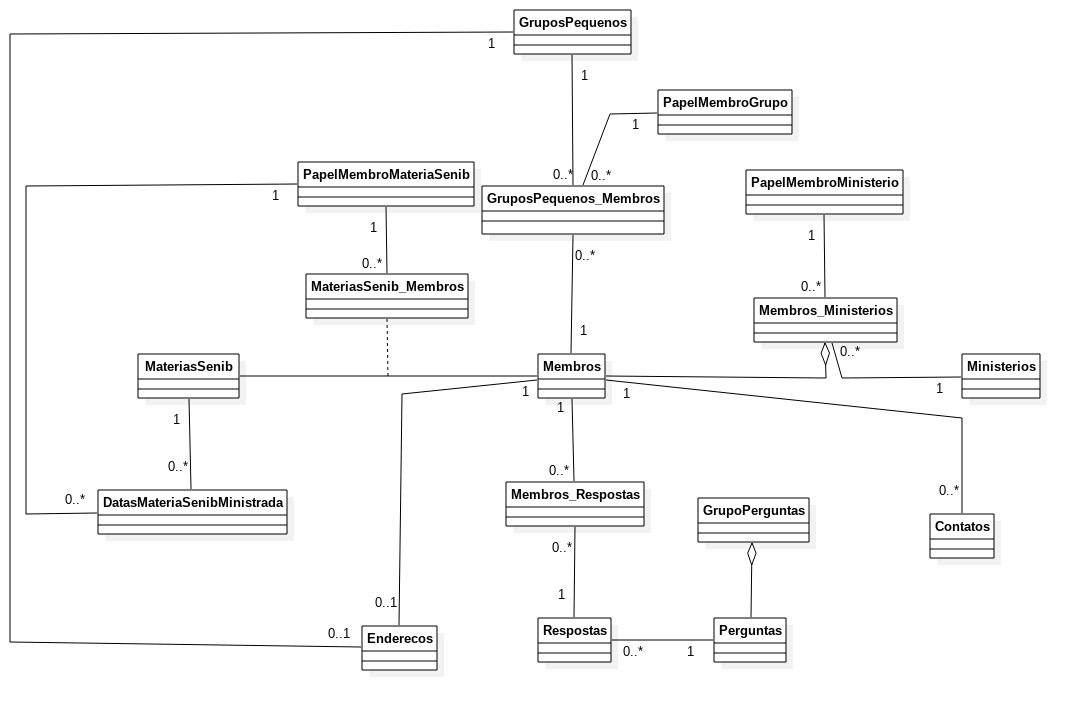 GruposPequenos
1
1
PapelMembroGrupo
1
PapelMembroMateriaSenib
1
0..*
0..*
GruposPequenos_Membros
PapelMembroMinisterio
1
1
0..*
0..*
0..*
MateriasSenib_Membros
Membros_Ministerios
1
0..*
MateriasSenib
Membros
Ministerios
1
1
1
1
1
0..*
0..*
0..*
0..*
DatasMateriaSenibMinistrada
Membros_Respostas
GrupoPerguntas
Contatos
0..*
1
0..1
0..1
Enderecos
Respostas
Perguntas
0..*
1